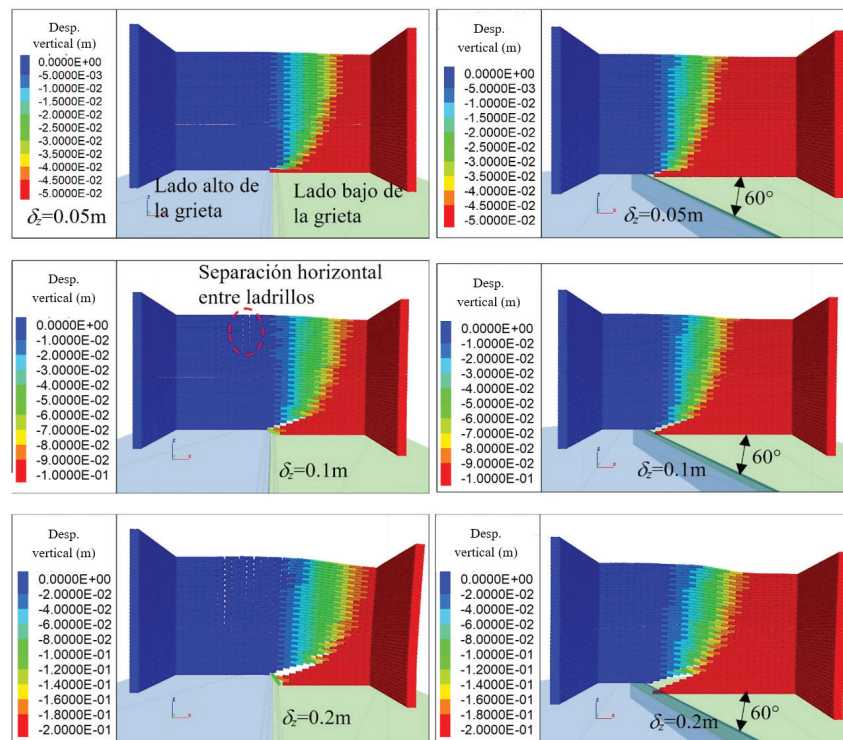 Desp.
vertical (m)
0.0000E+00
-5.0000E-03
-1.0000E-02
-1.5000E-02
-2.0000E-02
-2.5000E-02
-3.0000E-02
-3.5000E-02
-4.0000E-02
-4.5000E-02
-5.0000E-02
δz=0.05m
Lado alto de
la grieta
Lado bajo de
la grieta
z
x
Desp.
vertical (m)
0.0000E+00
-5.0000E-03
-1.0000E-02
-1.5000E-02
-2.0000E-02
-2.5000E-02
-3.0000E-02
-3.5000E-02
-4.0000E-02
-4.5000E-02
-5.0000E-02
z
x
δz=0.05m
60°
Desp.
vertical (m)
0.0000E+00
-1.0000E-02
-2.0000E-02
-3.0000E-02
-4.0000E-02
-5.0000E-02
-6.0000E-02
-7.0000E-02
-8.0000E-02
-9.0000E-02
-1.0000E-01
Separación horizontal
entre ladrillos
z
x
δz=0.1m
Desp.
vertical (m)
0.0000E+00
-1.0000E-02
-2.0000E-02
-3.0000E-02
-4.0000E-02
-5.0000E-02
-6.0000E-02
-7.0000E-02
-8.0000E-02
-9.0000E-02
-1.0000E-01
z
x
δz=0.1m
60°
Desp.
vertical (m)
0.0000E+00
-2.0000E-02
-4.0000E-02
-6.0000E-02
-8.0000E-02
-1.0000E-01
-1.2000E-01
-1.4000E-01
-1.6000E-01
-1.8000E-01
-2.0000E-01
z
x
δz=0.2m
Desp.
vertical (m)
0.0000E+00
-2.0000E-02
-4.0000E-02
-6.0000E-02
-8.0000E-02
-1.0000E-01
-1.2000E-01
-1.4000E-01
-1.6000E-01
-1.8000E-01
-2.0000E-01
z
x
δz=0.2m
60°